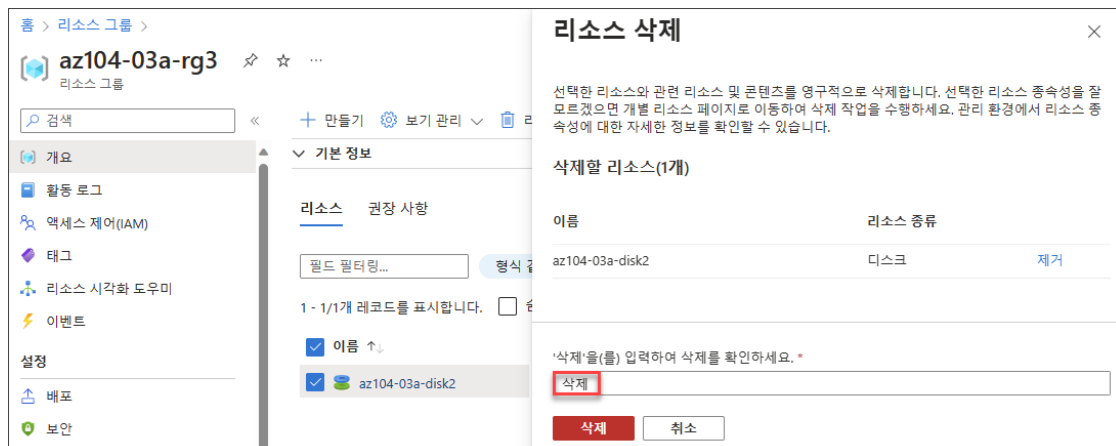 홈 > 리소스 그룹 >
az104-03a-rg3
리소스 그룹
검색
개요
활동 로그
액세스 제어(IAM)
태그
리소스 시각화 도우미
이벤트
설정
배포
보안
만들기 보기 관리
기본 정보
리소스 권장 사항
필드 필터링... 형식
1 - 1/1개 레코드를 표시합니다.
이름 ↑↓
az104-03a-disk2
리소스 삭제
선택한 리소스와 관련 리소스 및 콘텐츠를 영구적으로 삭제합니다. 선택한 리소스 종속성을 잘
모르겠으면 개별 리소스 페이지로 이동하여 삭제 작업을 수행하세요. 관리 환경에서 리소스 종
속성에 대한 자세한 정보를 확인할 수 있습니다.
삭제할 리소스(1개)
이름 리소스 종류
az104-03a-disk2 디스크 제거
'삭제'을(를) 입력하여 삭제를 확인하세요. *
삭제
삭제 취소